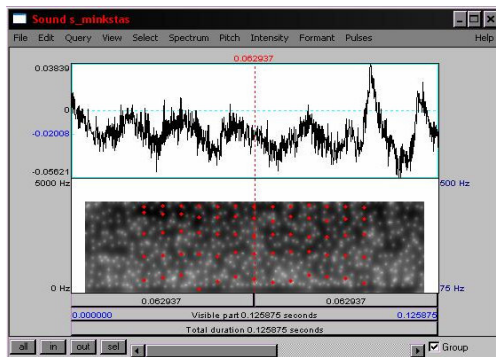 Sound s_minkstas
File Edit Query View Select Spectrum Pitch Intensity Formant Pulses Help
0.062937
0.03839
0
-0.02008
-0.05621
5000 Hz 500 Hz
0 Hz 75 Hz
0.062937 0.062937
0.000000 Visible part 0.125875 seconds 0.125875
Total duration 0.125875 seconds
all in out sel Group